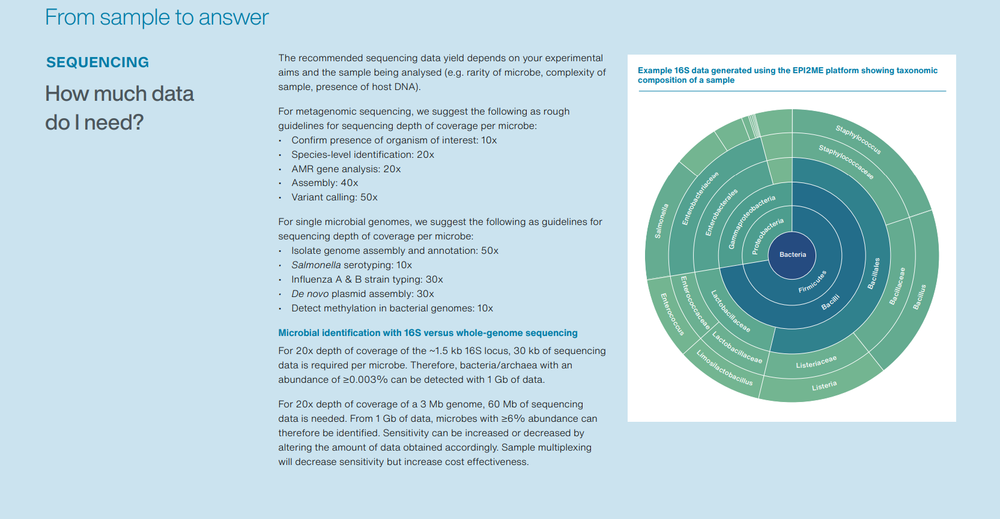 From sample to answer
SEQUENCING
How much data
do I need?
The recommended sequencing data yield depends on your experimental
aims and the sample being analysed (e.g. rarity of microbe, complexity of
sample, presence of host DNA).
For metagenomic sequencing, we suggest the following as rough
guidelines for sequencing depth of coverage per microbe:
• Confirm presence of organism of interest: 10x
• Species-level identification: 20x
• AMR gene analysis: 20x
• Assembly: 40x
• Variant calling: 50x
For single microbial genomes, we suggest the following as guidelines for
sequencing depth of coverage per microbe:
• Isolate genome assembly and annotation: 50x
• Salmonella serotyping: 10x
• Influenza A & B strain typing: 30x
• De novo plasmid assembly: 30x
• Detect methylation in bacterial genomes: 10x
Microbial identification with 16S versus whole-genome sequencing
For 20x depth of coverage of the ~1.5 kb 16S locus, 30 kb of sequencing
data is required per microbe. Therefore, bacteria/archaea with an
abundance of ≥0.003% can be detected with 1 Gb of data.
For 20x depth of coverage of a 3 Mb genome, 60 Mb of sequencing
data is needed. From 1 Gb of data, microbes with ≥6% abundance can
therefore be identified. Sensitivity can be increased or decreased by
altering the amount of data obtained accordingly. Sample multiplexing
will decrease sensitivity but increase cost effectiveness.
Example 16S data generated using the EPI2ME platform showing taxonomic
composition of a sample
Staphylococcus
Staphylococcaceae
Enterobacteriaceae
Enterobacterales
Gammaproteobacteria
Proteobacteria
Salmonella
Bacteria
Firmicutes
Bacilli
Bacillales
Bacillaceae
Bacillus
Lactobacillaceae
Enterococcaceae
Enterococcus
Lactobacillaceae
Limosilactobacillus
Listeriaceae
Listeria